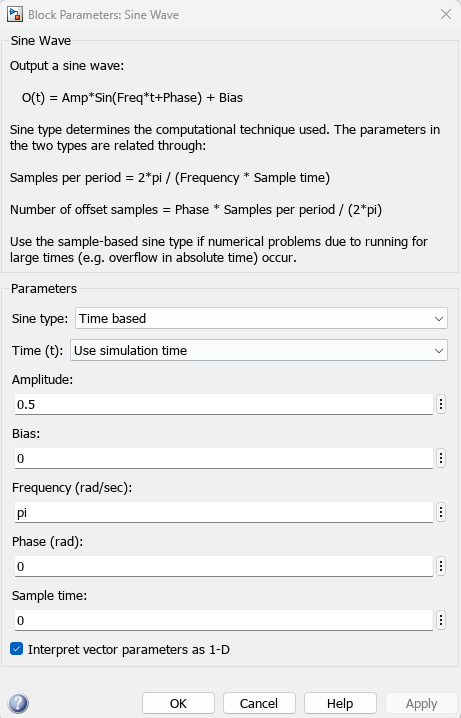 Block Parameters: Sine Wave
Sine Wave
Output a sine wave:
O(t) = Amp*Sin(Freq*t+Phase) + Bias
Sine type determines the computational technique used. The parameters in
the two types are related through:
Samples per period = 2*pi / (Frequency * Sample time)
Number of offset samples = Phase * Samples per period / (2*pi)
Use the sample-based sine type if numerical problems due to running for
large times (e.g. overflow in absolute time) occur.
Parameters
Sine type: Time based
Time (t): Use simulation time
Amplitude:
0.5
Bias:
0
Frequency (rad/sec):
pi
Phase (rad):
0
Sample time:
0
Interpret vector parameters as 1-D
? OK Cancel Help Apply